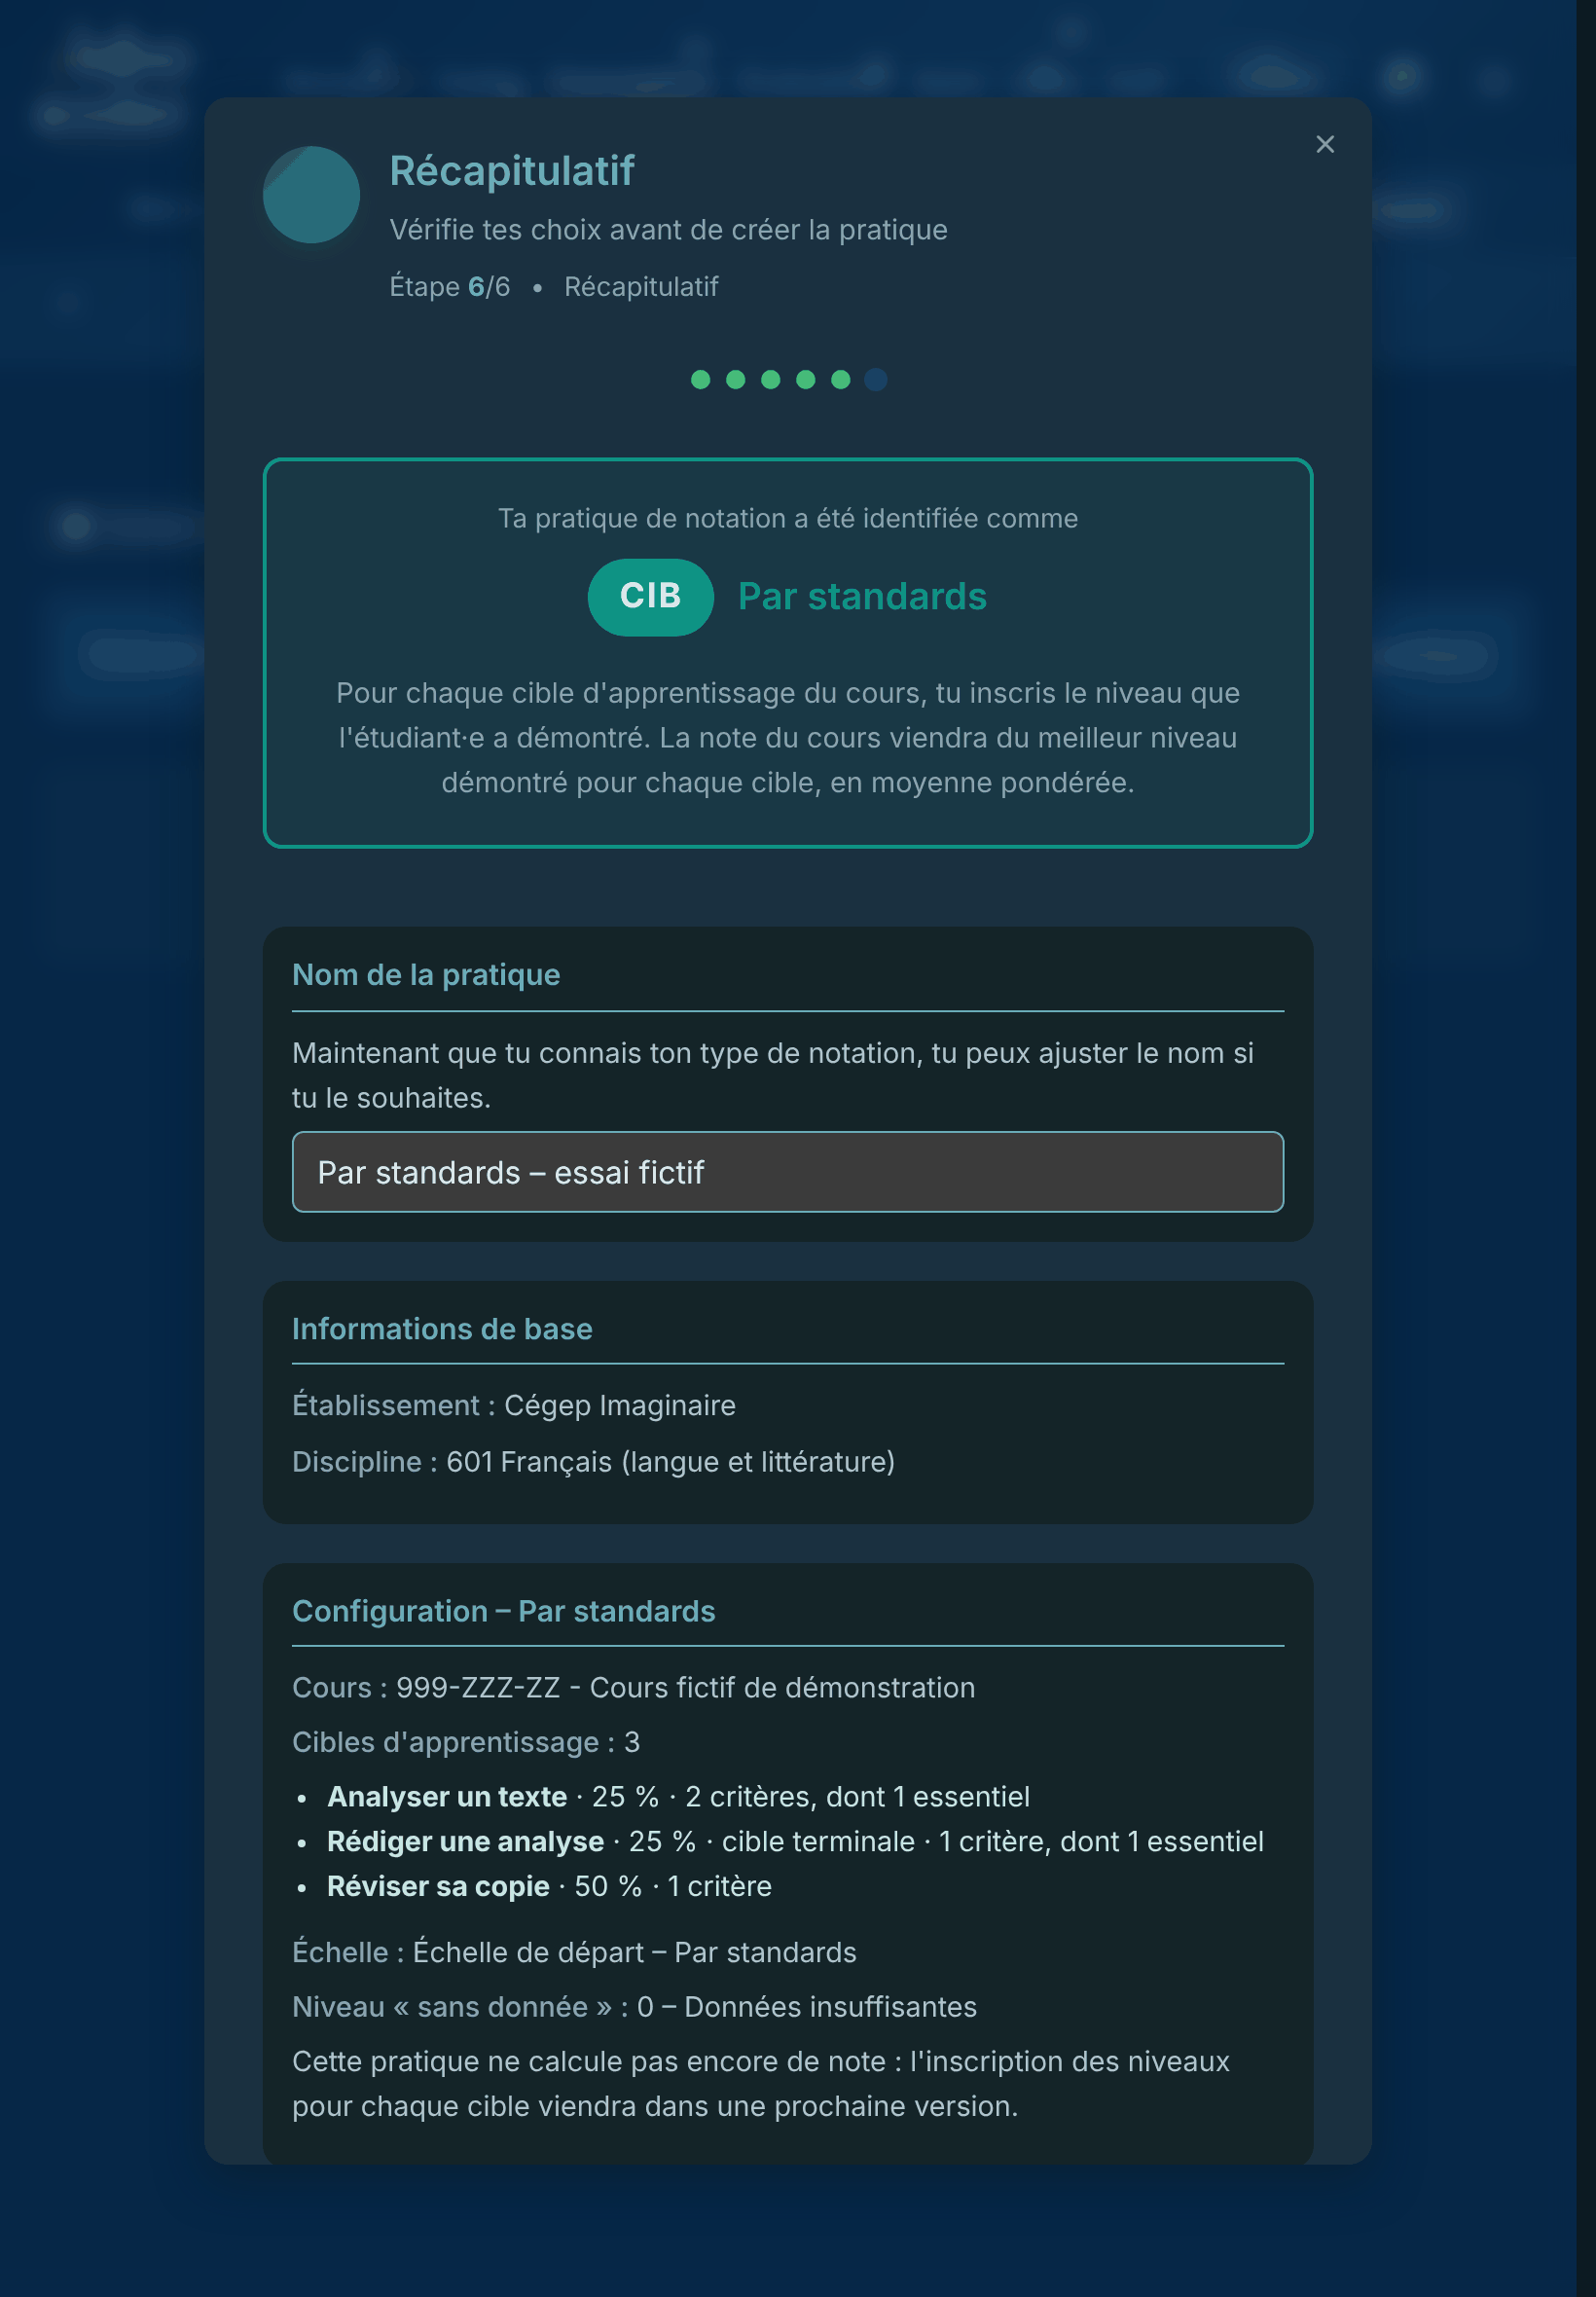 Récapitulatif
×
Vérifie tes choix avant de créer la pratique
Étape 6/6 • Récapitulatif
Ta pratique de notation a été identifiée comme
CIB Par standards
Pour chaque cible d'apprentissage du cours, tu inscris le niveau que
l'étudiant·e a démontré. La note du cours viendra du meilleur niveau
démontré pour chaque cible, en moyenne pondérée.
Nom de la pratique
Maintenant que tu connais ton type de notation, tu peux ajuster le nom si
tu le souhaites.
Par standards – essai fictif
Informations de base
Établissement : Cégep Imaginaire
Discipline : 601 Français (langue et littérature)
Configuration – Par standards
Cours : 999-ZZZ-ZZ - Cours fictif de démonstration
Cibles d'apprentissage : 3
• Analyser un texte · 25 % · 2 critères, dont 1 essentiel
• Rédiger une analyse · 25 % · cible terminale · 1 critère, dont 1 essentiel
• Réviser sa copie · 50 % · 1 critère
Échelle : Échelle de départ – Par standards
Niveau « sans donnée » : 0 – Données insuffisantes
Cette pratique ne calcule pas encore de note : l'inscription des niveaux
pour chaque cible viendra dans une prochaine version.